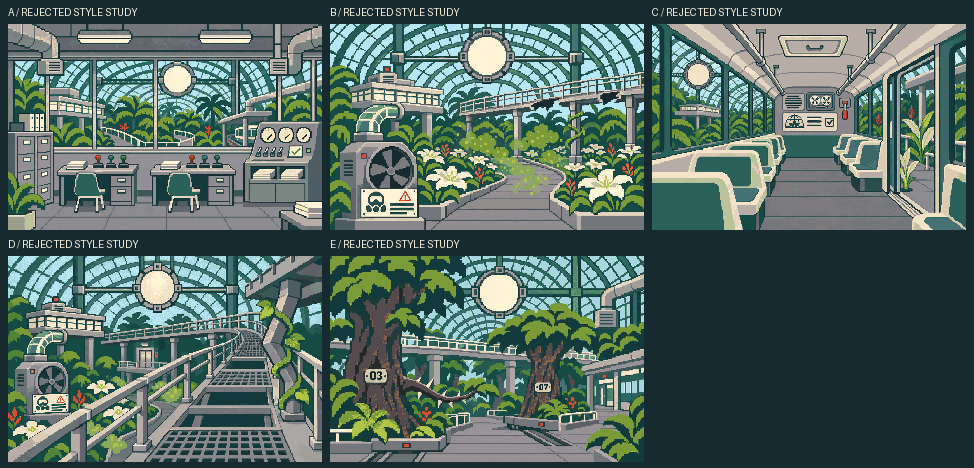 A / REJECTED STYLE STUDY
B / REJECTED STYLE STUDY
C / REJECTED STYLE STUDY
D / REJECTED STYLE STUDY
E / REJECTED STYLE STUDY
·03·
·07·